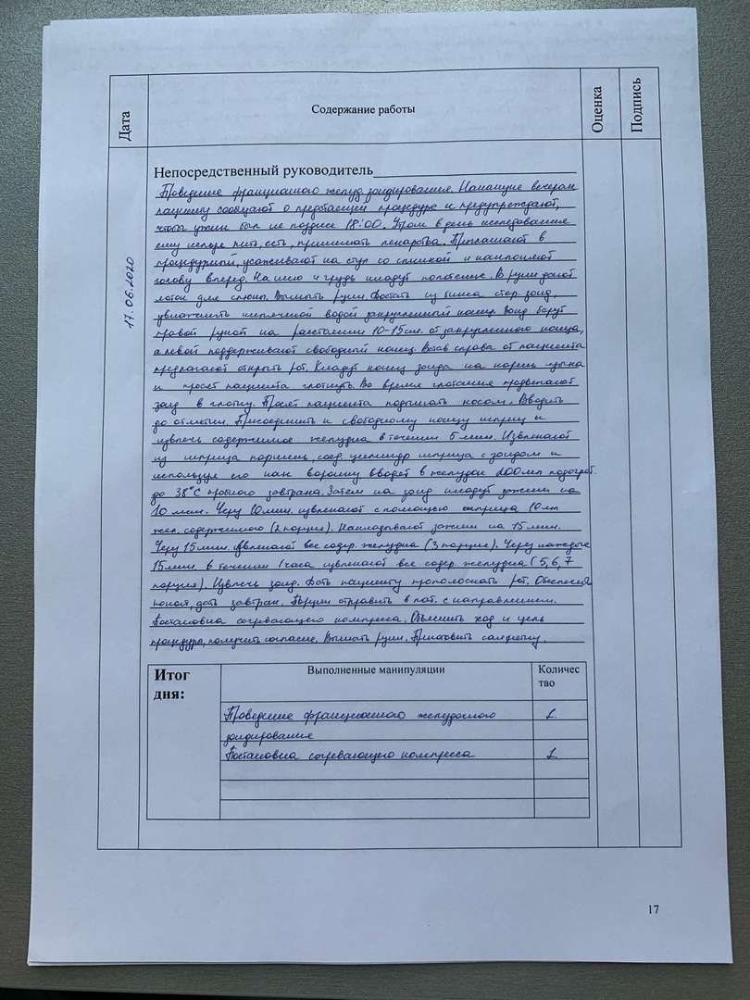 Дата
Содержание работы
Оценка
Подпись
Непосредственный руководитель
17.06.2020
Проведение фракционного желуд. зондирования. Накануне вечером
пациенту сообщают о предстоящей процедуре и предупреждают,
чтобы ужин был не позднее 18:00. Утром в день исследования
ему нельзя пить, есть, принимать лекарства. Приглашают в
процедурный, усаживают на стул со спинкой и наклоняют
голову вперед. На шею и грудь кладут полотенце. В руки дают
лоток для слюны. Вымыть руки. Достать из бикса стер. зонд,
увлажнить кипяченой водой закругленный конец. Зонд берут
правой рукой на расстоянии 10-15см. от закругленного конца,
а левой поддерживают свободный конец. Встав справа от пациента
предлагают открыть рот. Кладут конец зонда на корень языка
и просят пациента глотнуть. Во время глотания продвигают
зонд в глотку. Просят пациента подышать носом. Вводить
до отметки. Присоединить к свободному концу шприц и
извлечь содержимое желудка в течении 5 мин. Извлекают
из шприца поршень, соед. цилиндр шприца с зондом и
используя его как воронку вводят в желудок 200мл подогрет.
до 38°С пробного завтрака. Затем на зонд кладут зажим на
10 мин. Через 10мин. извлекают с помощью шприца 10мл
жел. содержимого (2 порция). Накладывают зажим на 15 мин.
Через 15мин. извлекают все содер. желудка (3 порция). Через каждые
15мин. в течении 1 часа извлекают все содер. желудка (5,6,7
порция). Извлечь зонд. Дать пациенту прополоскать рот. Обеспечить
покой, дать завтрак. Порции отправить в лаб. с направлением.
Постановка согревающего компресса. Объяснить ход и цель
процедуры, получить согласие. Вымыть руки. Приготовить салфетку,
Итог
дня:
Выполненные манипуляции
Количес
тво
Проведение фракционного желудочного
зондирования
1.
Постановка согревающего компресса
1.
17